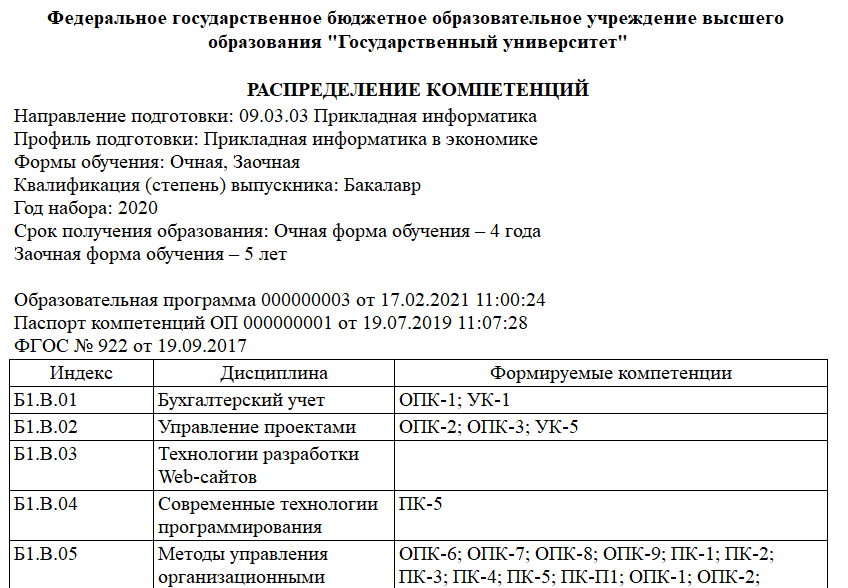 Федеральное государственное бюджетное образовательное учреждение высшего
образования "Государственный университет"
РАСПРЕДЕЛЕНИЕ КОМПЕТЕНЦИЙ
Направление подготовки: 09.03.03 Прикладная информатика
Профиль подготовки: Прикладная информатика в экономике
Формы обучения: Очная, Заочная
Квалификация (степень) выпускника: Бакалавр
Год набора: 2020
Срок получения образования: Очная форма обучения – 4 года
Заочная форма обучения – 5 лет
Образовательная программа 000000003 от 17.02.2021 11:00:24
Паспорт компетенций ОП 000000001 от 19.07.2019 11:07:28
ФГОС № 922 от 19.09.2017
Индекс Дисциплина Формируемые компетенции
Б1.В.01 Бухгалтерский учет ОПК-1; УК-1
Б1.В.02 Управление проектами ОПК-2; ОПК-3; УК-5
Б1.В.03 Технологии разработки
Web-сайтов
Б1.В.04 Современные технологии ПК-5
программирования
Б1.В.05 Методы управления ОПК-6; ОПК-7; ОПК-8; ОПК-9; ПК-1; ПК-2;
организационными ПК-3; ПК-4; ПК-5; ПК-П1; ОПК-1; ОПК-2;